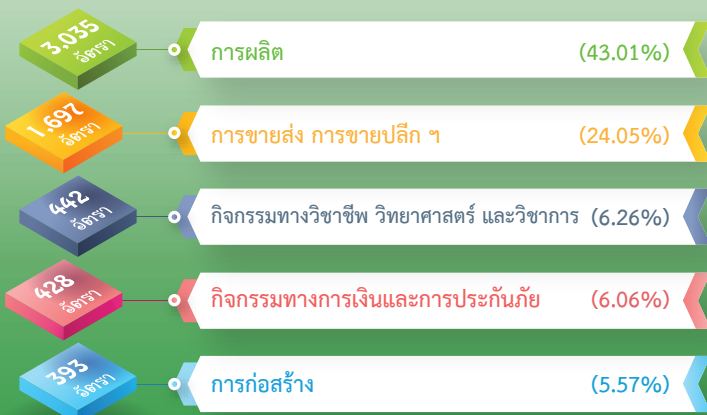 3,035
อัตรา
การผลิต (43.01%)
1,697
อัตรา
การขายส่ง การขายปลีก ฯ (24.05%)
442
อัตรา
กิจกรรมทางวิชาชีพ วิทยาศาสตร์ และวิชาการ (6.26%)
428
อัตรา
กิจกรรมทางการเงินและการประกันภัย (6.06%)
393
อัตรา
การก่อสร้าง (5.57%)